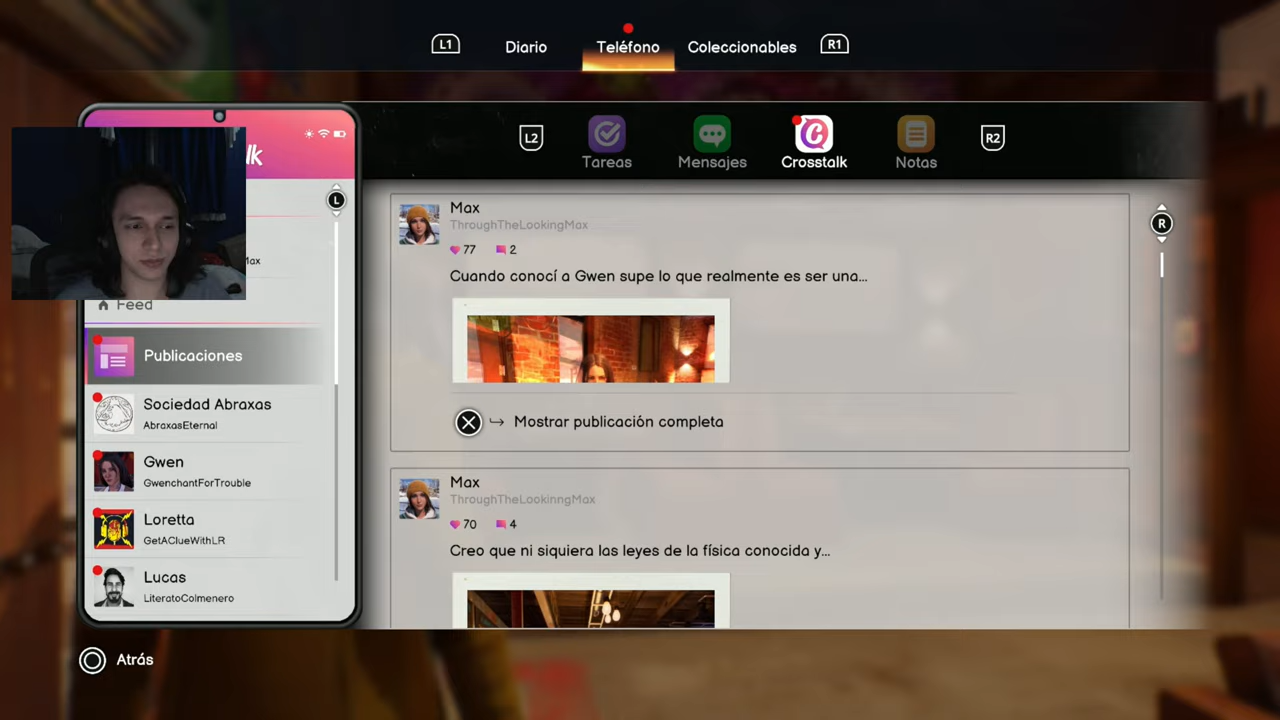 L1
Diario
Teléfono
Coleccionables
R1
L2
Tareas
Mensajes
Crosstalk
Notas
R2
lk
L
Max
Feed
Publicaciones
Sociedad Abraxas
AbraxasEternal
Gwen
GwenchantForTrouble
Loretta
GetAClueWithLR
Lucas
LiteratoColmenero
Max
ThroughTheLookingMax
77 2
Cuando conocí a Gwen supe lo que realmente es ser una...
Mostrar publicación completa
R
Max
ThroughTheLookinngMax
70 4
Creo que ni siquiera las leyes de la física conocida y...
Atrás